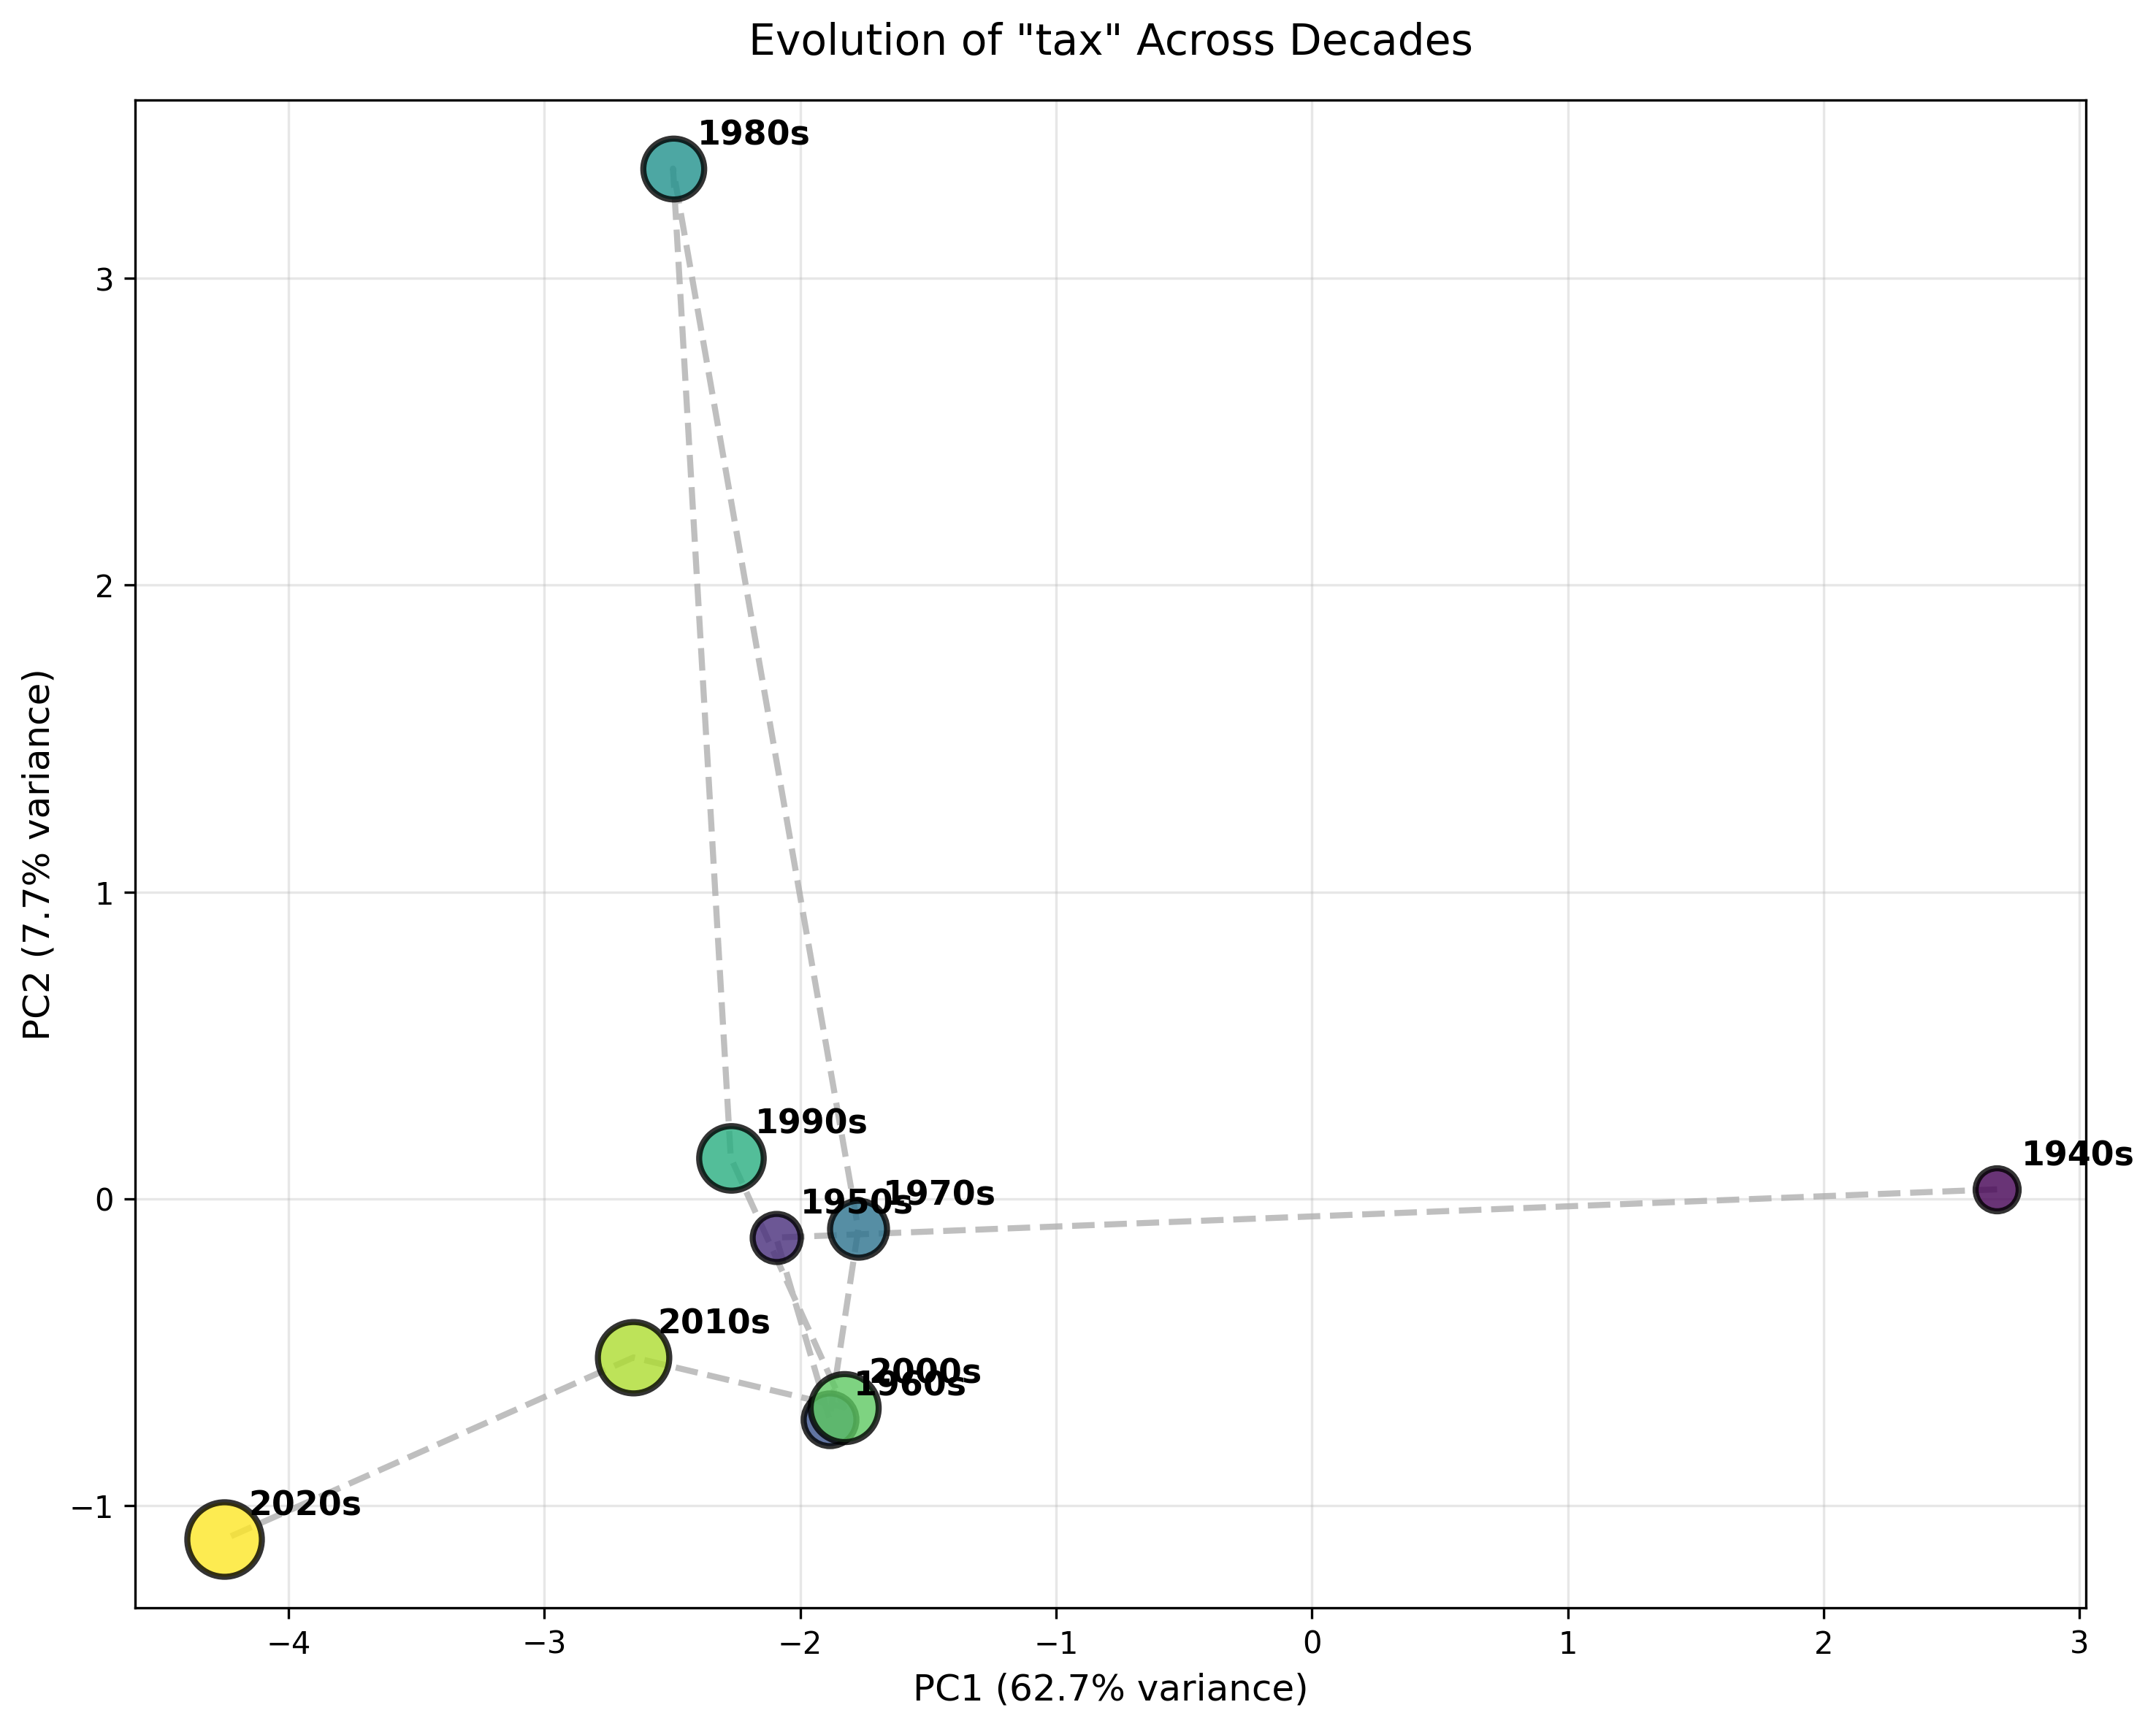 Evolution of "tax" Across Decades
1980s
1990s
1940s
1950s
1970s
2010s
2000s
1960s
2020s
3
2
1
0
−1
PC2 (7.7% variance)
−4
−3
−2
−1
0
1
2
3
PC1 (62.7% variance)